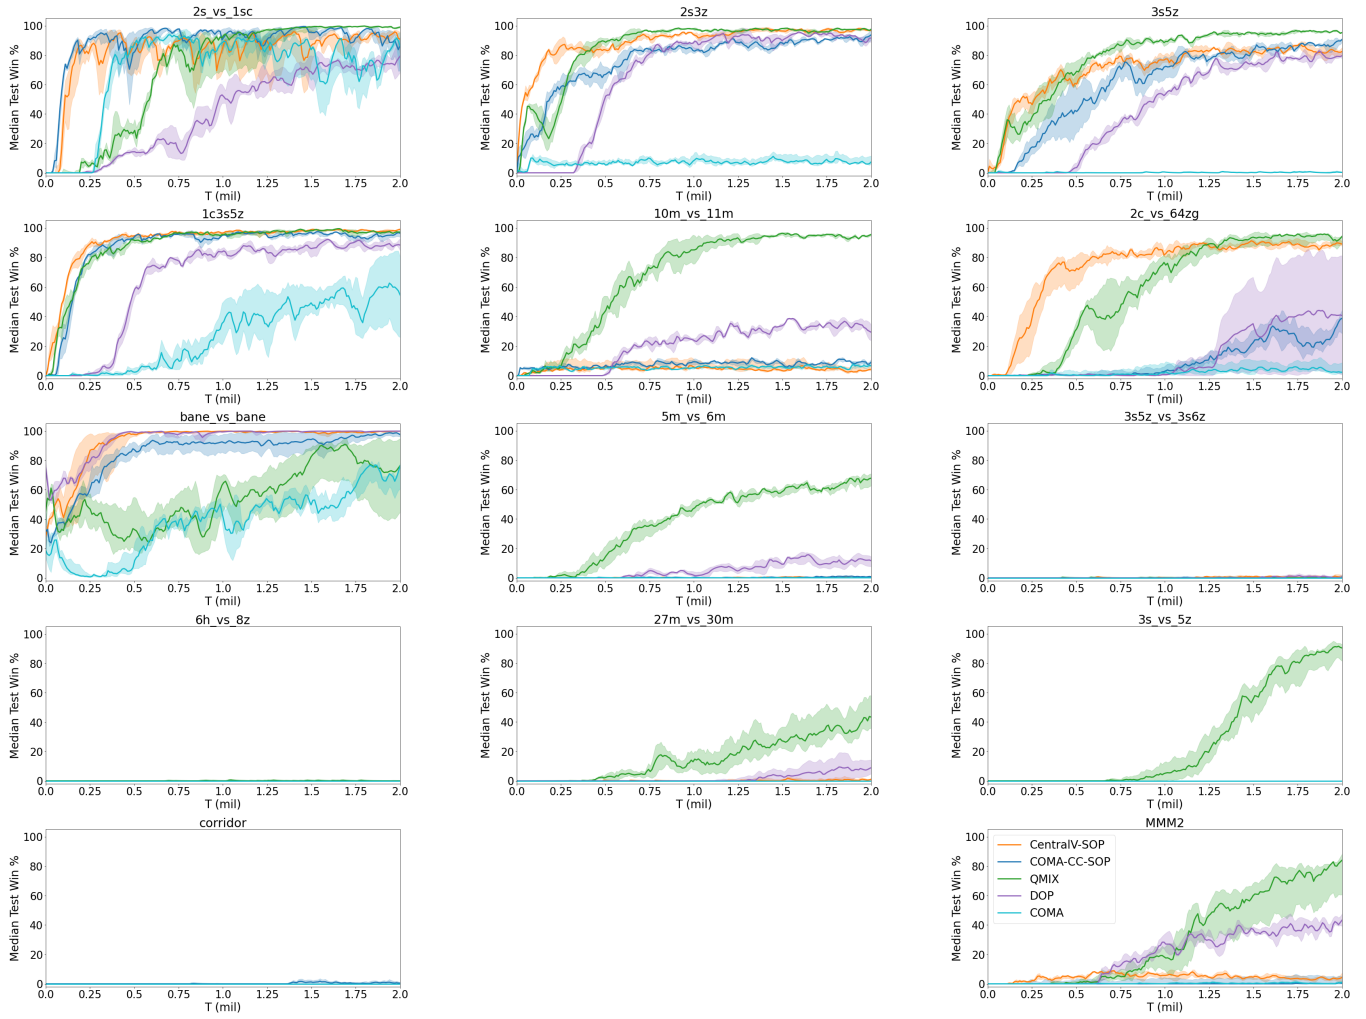 2s_vs_1sc
Median Test Win %
100
80
60
40
20
0
0.0 0.25 0.5 0.75 1.0 1.25 1.5 1.75 2.0
T (mil)
2s3z
Median Test Win %
100
80
60
40
20
0
0.0 0.25 0.5 0.75 1.0 1.25 1.5 1.75 2.0
T (mil)
3s5z
Median Test Win %
100
80
60
40
20
0
0.0 0.25 0.5 0.75 1.0 1.25 1.5 1.75 2.0
T (mil)
1c3s5z
Median Test Win %
100
80
60
40
20
0
0.0 0.25 0.5 0.75 1.0 1.25 1.5 1.75 2.0
T (mil)
10m_vs_11m
Median Test Win %
100
80
60
40
20
0
0.0 0.25 0.5 0.75 1.0 1.25 1.5 1.75 2.0
T (mil)
2c_vs_64zg
Median Test Win %
100
80
60
40
20
0
0.0 0.25 0.5 0.75 1.0 1.25 1.5 1.75 2.0
T (mil)
bane_vs_bane
Median Test Win %
100
80
60
40
20
0
0.0 0.25 0.5 0.75 1.0 1.25 1.5 1.75 2.0
T (mil)
5m_vs_6m
Median Test Win %
100
80
60
40
20
0
0.0 0.25 0.5 0.75 1.0 1.25 1.5 1.75 2.0
T (mil)
3s5z_vs_3s6z
Median Test Win %
100
80
60
40
20
0
0.0 0.25 0.5 0.75 1.0 1.25 1.5 1.75 2.0
T (mil)
6h_vs_8z
Median Test Win %
100
80
60
40
20
0
0.0 0.25 0.5 0.75 1.0 1.25 1.5 1.75 2.0
T (mil)
27m_vs_30m
Median Test Win %
100
80
60
40
20
0
0.0 0.25 0.5 0.75 1.0 1.25 1.5 1.75 2.0
T (mil)
3s_vs_5z
Median Test Win %
100
80
60
40
20
0
0.0 0.25 0.5 0.75 1.0 1.25 1.5 1.75 2.0
T (mil)
corridor
Median Test Win %
100
80
60
40
20
0
0.0 0.25 0.5 0.75 1.0 1.25 1.5 1.75 2.0
T (mil)
MMM2
Median Test Win %
100
80
60
40
20
0
CentralV-SOP
COMA-CC-SOP
QMIX
DOP
COMA
0.0 0.25 0.5 0.75 1.0 1.25 1.5 1.75 2.0
T (mil)